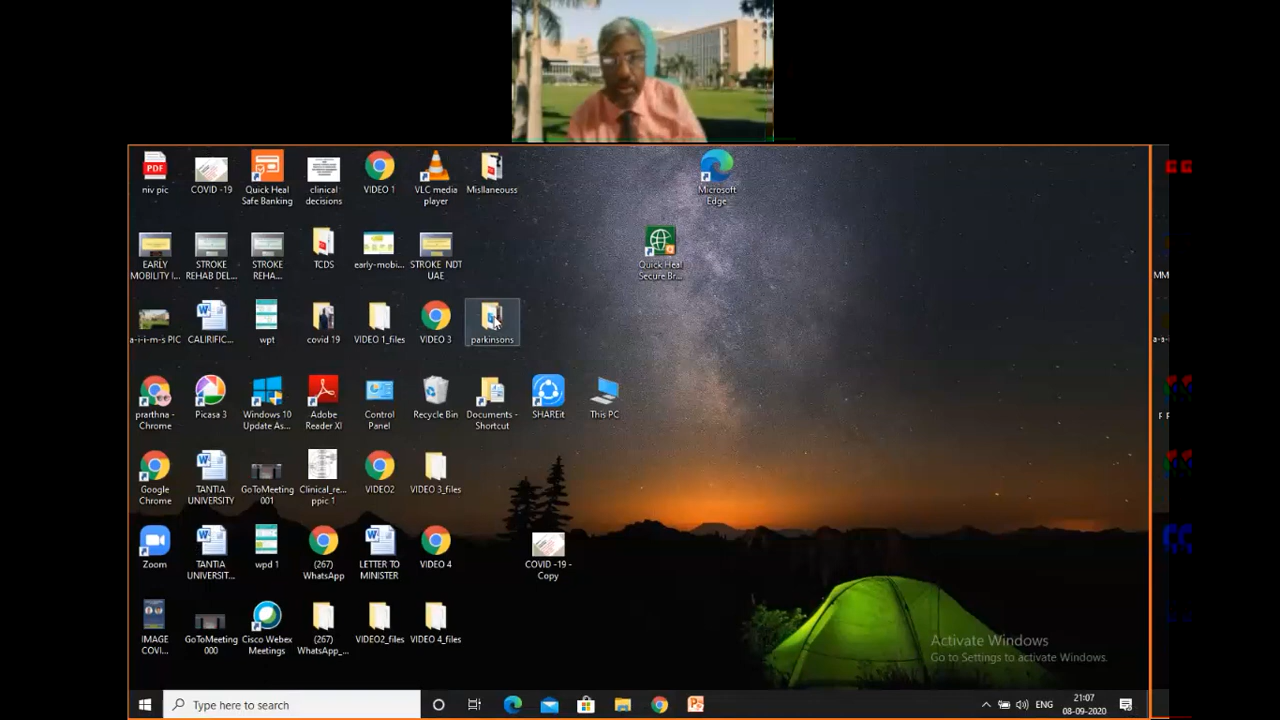 niv pic
COVID -19
Quick Heal
Safe Banking
clinical
decisions
VIDEO 1
VLC media
player
Misllaneouss
Microsoft
Edge
EARLY
MOBILITY I...
STROKE
REHAB DEL...
STROKE
REHA...
TCDS
early-mobi...
STROKE NDT
UAE
Quick Heal
Secure Br...
a-i-i-m-s PIC
CALIRIFIC...
wpt
covid 19
VIDEO 1_files
VIDEO 3
parkinsons
prarthna -
Chrome
Picasa 3
Windows 10
Update As...
Adobe
Reader XI
Control
Panel
Recycle Bin
Documents -
Shortcut
SHAREit
This PC
Google
Chrome
TANTIA
UNIVERSITY
GoToMeeting
001
Clinical_re...
ppic 1
VIDEO2
VIDEO 3_files
Zoom
TANTIA
UNIVERSIT...
wpd 1
(267)
WhatsApp
LETTER TO
MINISTER
VIDEO 4
COVID -19 -
Copy
IMAGE
COVI...
GoToMeeting
000
Cisco Webex
Meetings
(267)
WhatsApp_...
VIDEO2_files
VIDEO 4_files
Activate Windows
Go to Settings to activate Windows.
Type here to search
ENG
21:07
08-09-2020
PDF
MM
a-a-